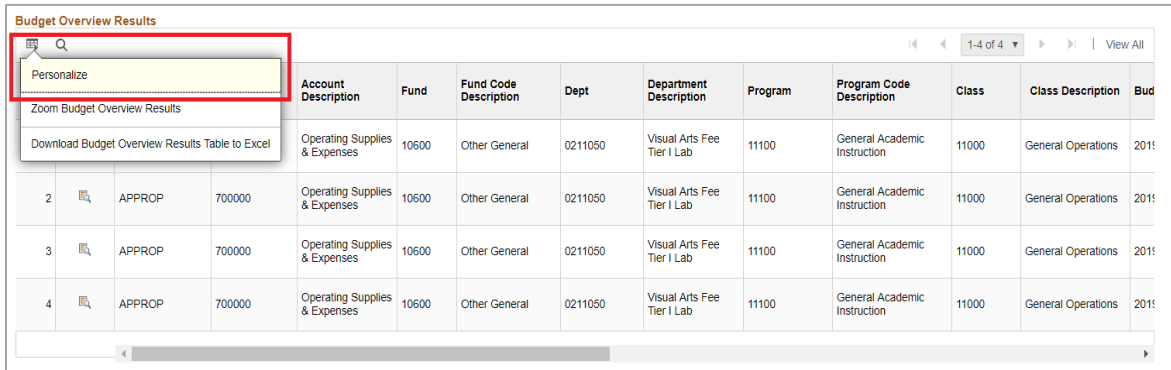 Budget Overview Results
1-4 of 4 ▼ | View All
Personalize
Zoom Budget Overview Results
Download Budget Overview Results Table to Excel
Account Description Fund Fund Code Description Dept Department Description Program Program Code Description Class Class Description Bud
Operating Supplies & Expenses 10600 Other General 0211050 Visual Arts Fee Tier I Lab 11100 General Academic Instruction 11000 General Operations 2019
2 APPROP 700000 Operating Supplies & Expenses 10600 Other General 0211050 Visual Arts Fee Tier I Lab 11100 General Academic Instruction 11000 General Operations 2019
3 APPROP 700000 Operating Supplies & Expenses 10600 Other General 0211050 Visual Arts Fee Tier I Lab 11100 General Academic Instruction 11000 General Operations 2019
4 APPROP 700000 Operating Supplies & Expenses 10600 Other General 0211050 Visual Arts Fee Tier I Lab 11100 General Academic Instruction 11000 General Operations 2019